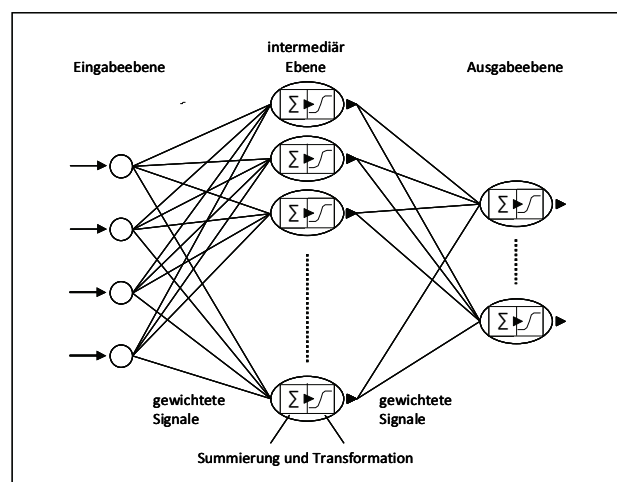 intermediär
Eingabeebene
Ebene
Ausgabeebene
Σ
Σ
Σ
Σ
Σ
Σ
gewichtete
Signale
gewichtete
Signale
Summierung und Transformation